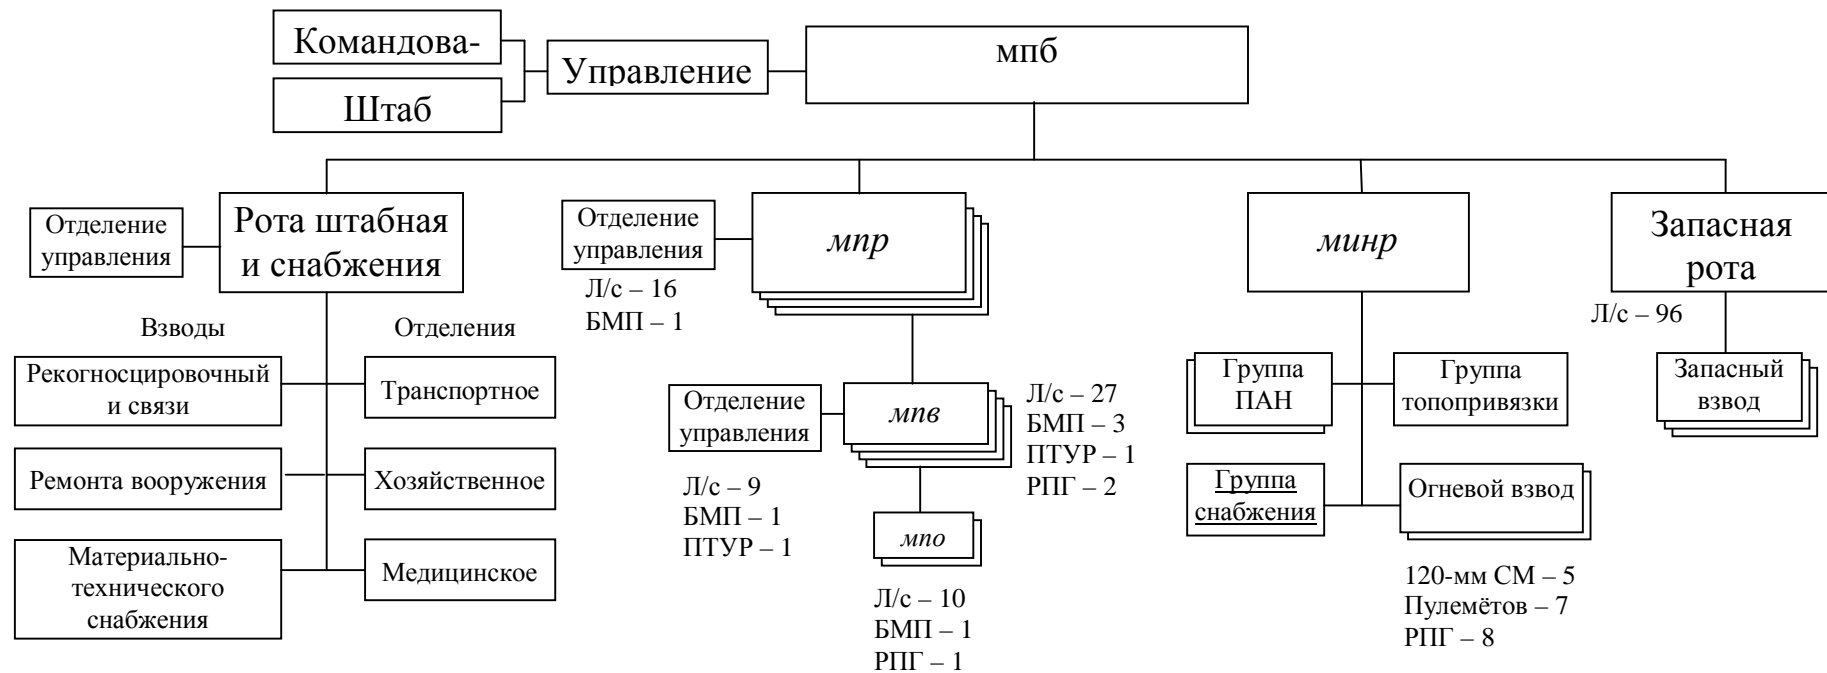 Командова-
Штаб
Управление
мпб
Отделение
управления
Рота штабная
и снабжения
Взводы
Отделения
Рекогносцировочный
и связи
Транспортное
Ремонта вооружения
Хозяйственное
Материально-
технического
снабжения
Медицинское
Отделение
управления
Л/с – 16
БМП – 1
мпр
Отделение
управления
Л/с – 9
БМП – 1
ПТУР – 1
мпв
Л/с – 27
БМП – 3
ПТУР – 1
РПГ – 2
мпо
Л/с – 10
БМП – 1
РПГ – 1
минр
Группа
ПАН
Группа
топопривязки
Группа
снабжения
Огневой взвод
120-мм СМ – 5
Пулемётов – 7
РПГ – 8
Запасная
рота
Л/с – 96
Запасный
взвод